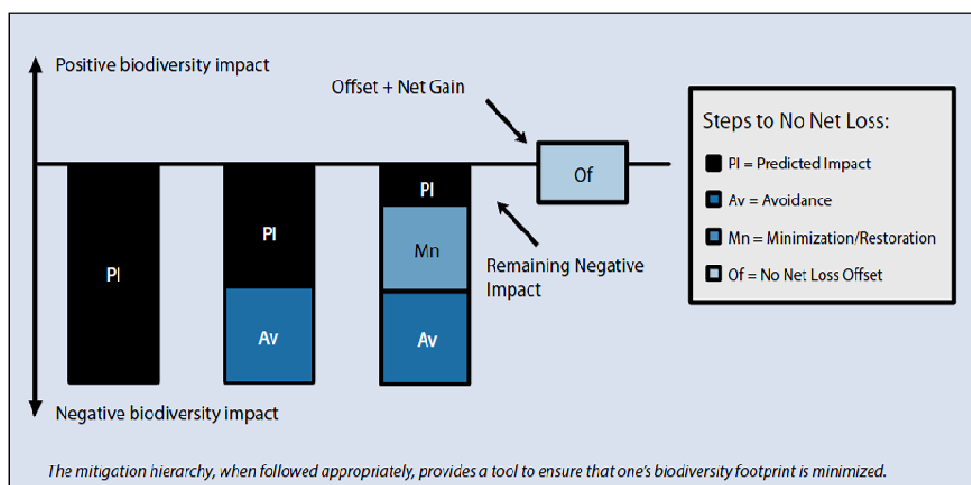 Positive biodiversity impact
Offset + Net Gain
Steps to No Net Loss:
PI = Predicted Impact
Av = Avoidance
Mn = Minimization/Restoration
Of = No Net Loss Offset
Of
PI
PI
PI
Mn
Av
Av
Remaining Negative
Impact
Negative biodiversity impact
The mitigation hierarchy, when followed appropriately, provides a tool to ensure that one's biodiversity footprint is minimized.